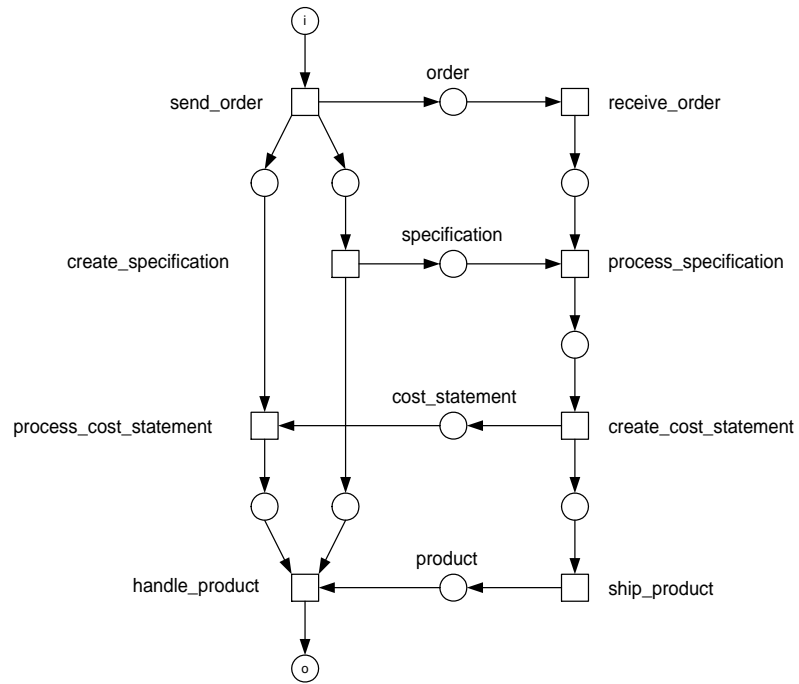 i
order
send_order
receive_order
specification
create_specification
process_specification
cost_statement
process_cost_statement
create_cost_statement
product
handle_product
ship_product
o